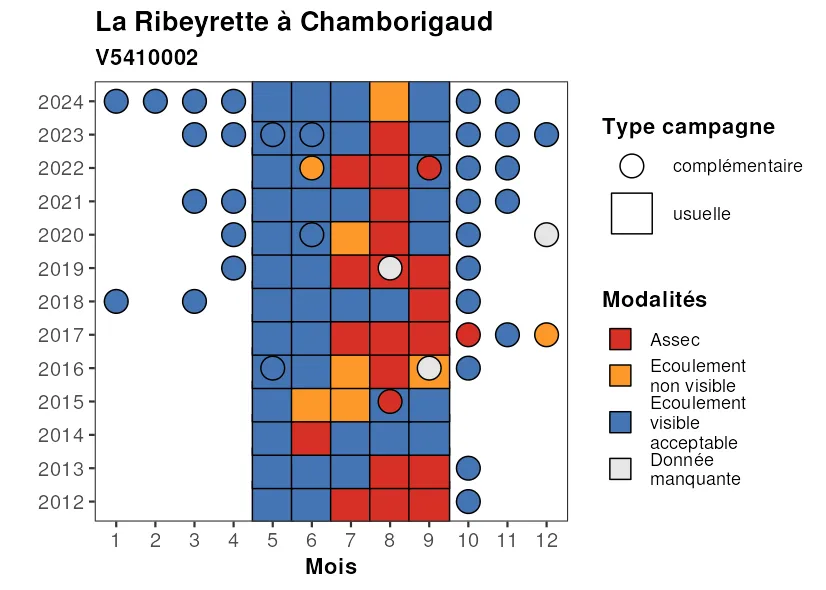 La Ribeyrette à Chamborigaud
V5410002
2024
2023
2022
2021
2020
2019
2018
2017
2016
2015
2014
2013
2012
1 2 3 4 5 6 7 8 9 10 11 12
Mois
Type campagne
complémentaire
usuelle
Modalités
Assec
Ecoulement
non visible
Ecoulement
visible
acceptable
Donnée
manquante